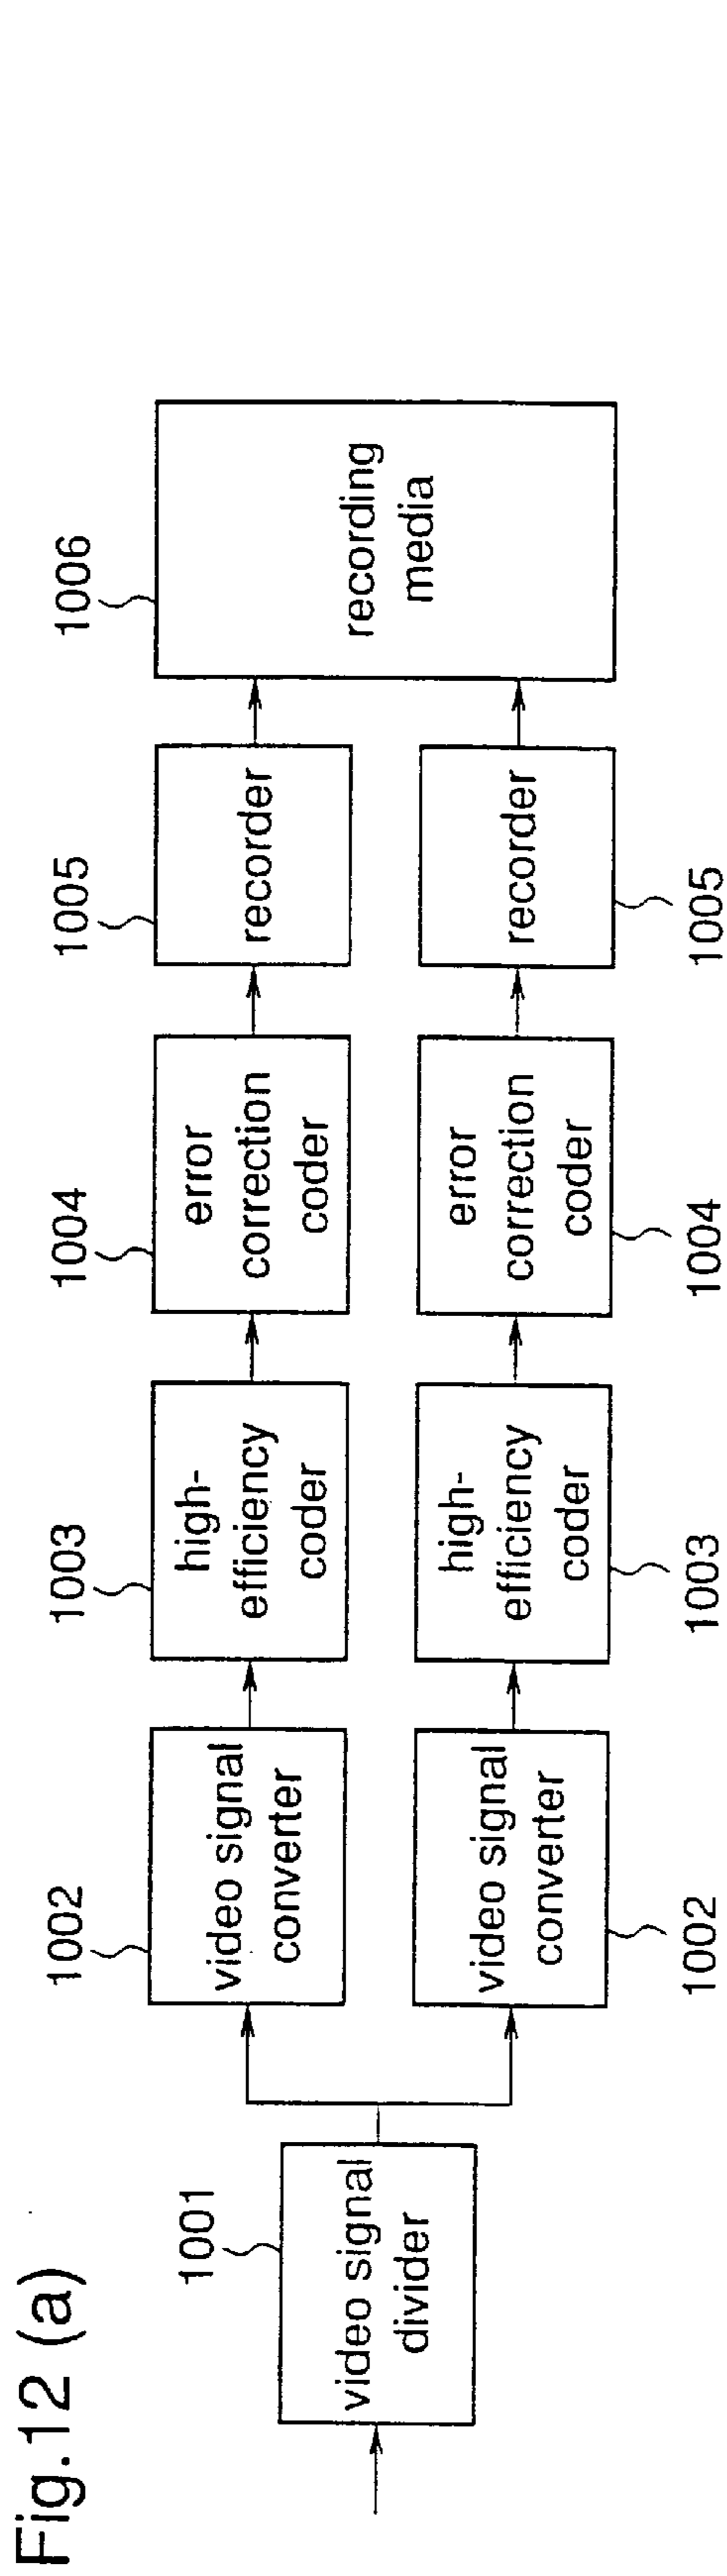 Fig.12 (a)
1001
video signal
divider
1002
video signal
converter
1003
high-
efficiency
coder
1004
error
correction
coder
1005
recorder
1006
recording
media
video signal
converter
1002
high-
efficiency
coder
1003
error
correction
coder
1004
recorder
1005